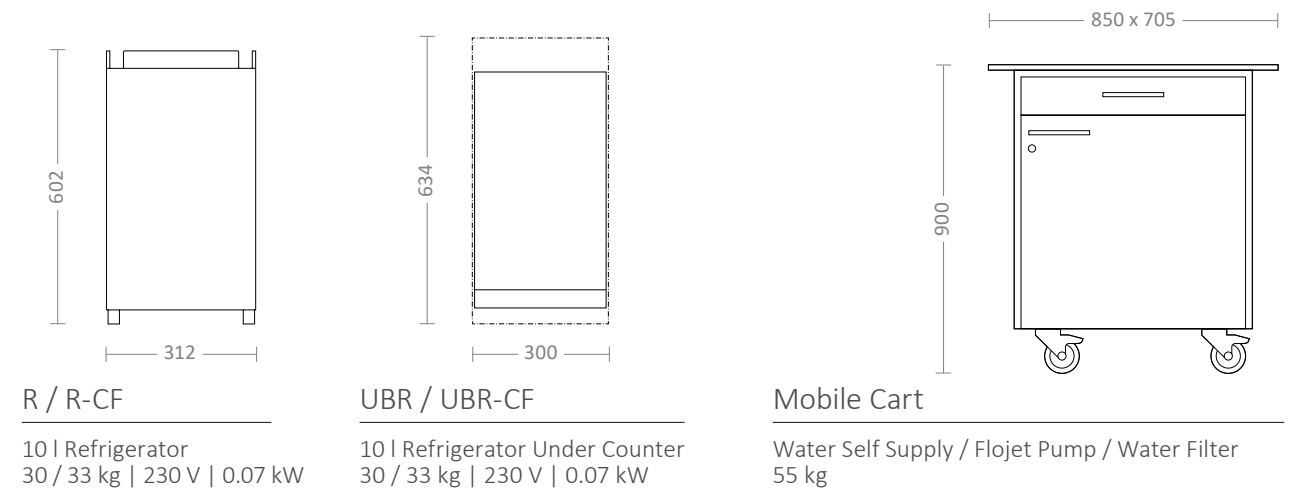 850 x 705
602
634
900
312
300
R / R-CF
10 l Refrigerator
30 / 33 kg | 230 V | 0.07 kW
UBR / UBR-CF
10 l Refrigerator Under Counter
30 / 33 kg | 230 V | 0.07 kW
Mobile Cart
Water Self Supply / Flojet Pump / Water Filter
55 kg